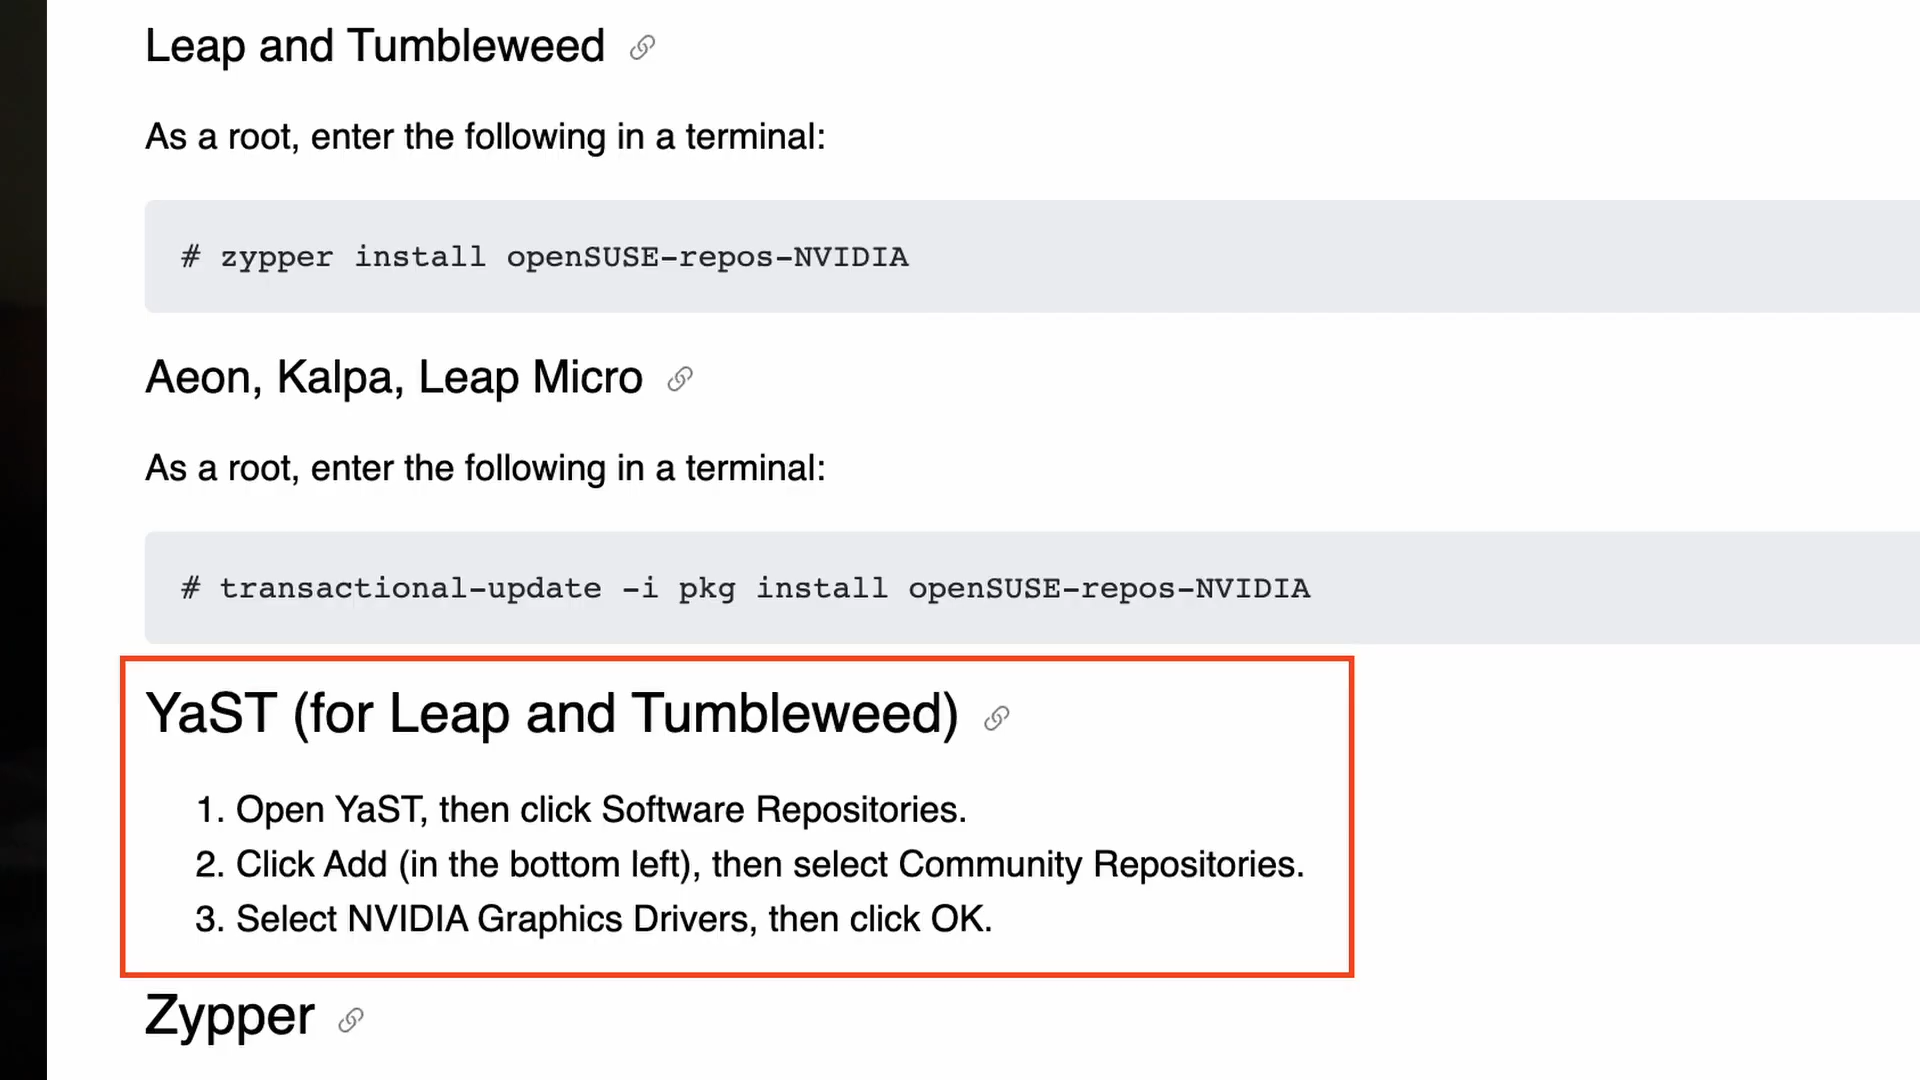 Leap and Tumbleweed
As a root, enter the following in a terminal:
# zypper install openSUSE-repos-NVIDIA
Aeon, Kalpa, Leap Micro
As a root, enter the following in a terminal:
# transactional-update -i pkg install openSUSE-repos-NVIDIA
YaST (for Leap and Tumbleweed)
1. Open YaST, then click Software Repositories.
2. Click Add (in the bottom left), then select Community Repositories.
3. Select NVIDIA Graphics Drivers, then click OK.
Zypper